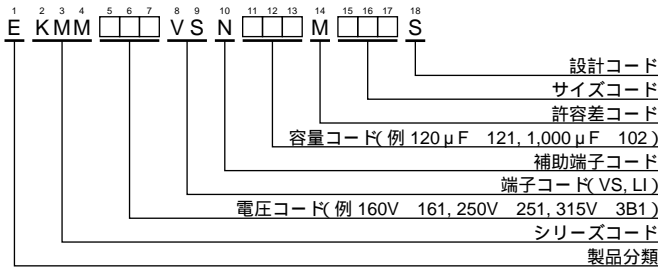 1 2 3 4 5 6 7 8 9 10 11 12 13 14 15 16 17 18
E KMM □□□ VS N □□□ M □□□ S
設計コード
サイズコード
許容差コード
容量コード(例 120μF 121, 1,000μF 102)
補助端子コード
端子コード(VS, LI)
電圧コード(例 160V 161, 250V 251, 315V 3B1)
シリーズコード
製品分類